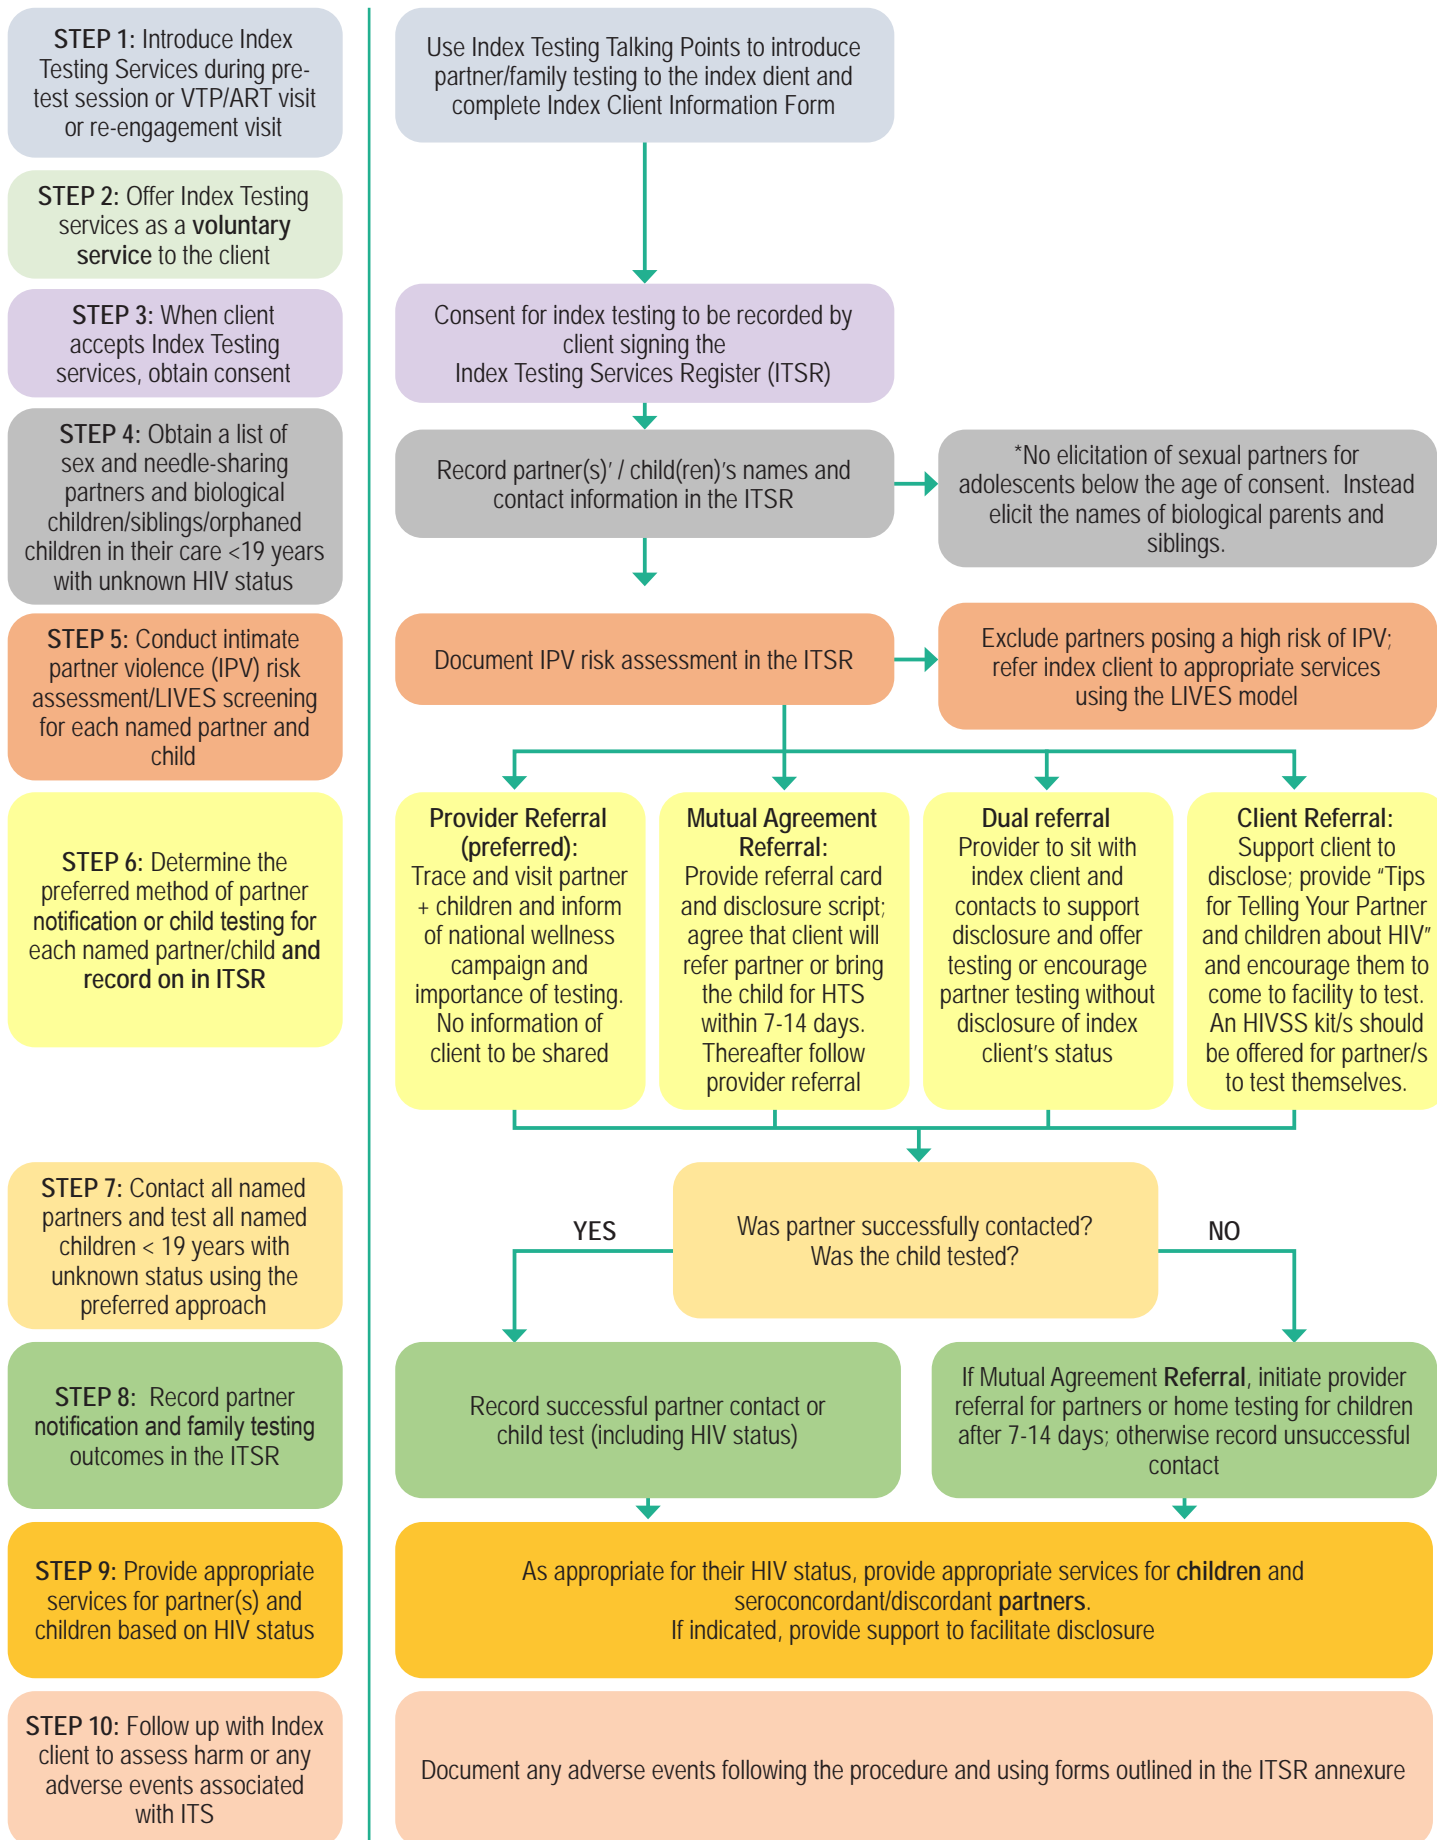 STEP 1: Introduce Index
Testing Services during pre-
test session or VTP/ART visit
or re-engagement visit
Use Index Testing Talking Points to introduce
partner/family testing to the index dient and
complete Index Client Information Form
STEP 2: Offer Index Testing
services as a voluntary
service to the client
STEP 3: When client
accepts Index Testing
services, obtain consent
Consent for index testing to be recorded by
client signing the
Index Testing Services Register (ITSR)
STEP 4: Obtain a list of
sex and needle-sharing
partners and biological
children/siblings/orphaned
children in their care <19 years
with unknown HIV status
Record partner(s)' / child(ren)'s names and
contact information in the ITSR
*No elicitation of sexual partners for
adolescents below the age of consent. Instead
elicit the names of biological parents and
siblings.
STEP 5: Conduct intimate
partner violence (IPV) risk
assessment/LIVES screening
for each named partner and
child
Document IPV risk assessment in the ITSR
Exclude partners posing a high risk of IPV;
refer index client to appropriate services
using the LIVES model
STEP 6: Determine the
preferred method of partner
notification or child testing for
each named partner/child and
record on in ITSR
Provider Referral
(preferred):
Trace and visit partner
+ children and inform
of national wellness
campaign and
importance of testing.
No information of
client to be shared
Mutual Agreement
Referral:
Provide referral card
and disclosure script;
agree that client will
refer partner or bring
the child for HTS
within 7-14 days.
Thereafter follow
provider referral
Dual referral
Provider to sit with
index client and
contacts to support
disclosure and offer
testing or encourage
partner testing without
disclosure of index
client's status
Client Referral:
Support client to
disclose; provide "Tips
for Telling Your Partner
and children about HIV"
and encourage them to
come to facility to test.
An HIVSS kit/s should
be offered for partner/s
to test themselves.
STEP 7: Contact all named
partners and test all named
children < 19 years with
unknown status using the
preferred approach
YES
Was partner successfully contacted?
Was the child tested?
NO
STEP 8: Record partner
notification and family testing
outcomes in the ITSR
Record successful partner contact or
child test (including HIV status)
If Mutual Agreement Referral, initiate provider
referral for partners or home testing for children
after 7-14 days; otherwise record unsuccessful
contact
STEP 9: Provide appropriate
services for partner(s) and
children based on HIV status
As appropriate for their HIV status, provide appropriate services for children and
seroconcordant/discordant partners.
If indicated, provide support to facilitate disclosure
STEP 10: Follow up with Index
client to assess harm or any
adverse events associated
with ITS
Document any adverse events following the procedure and using forms outlined in the ITSR annexure